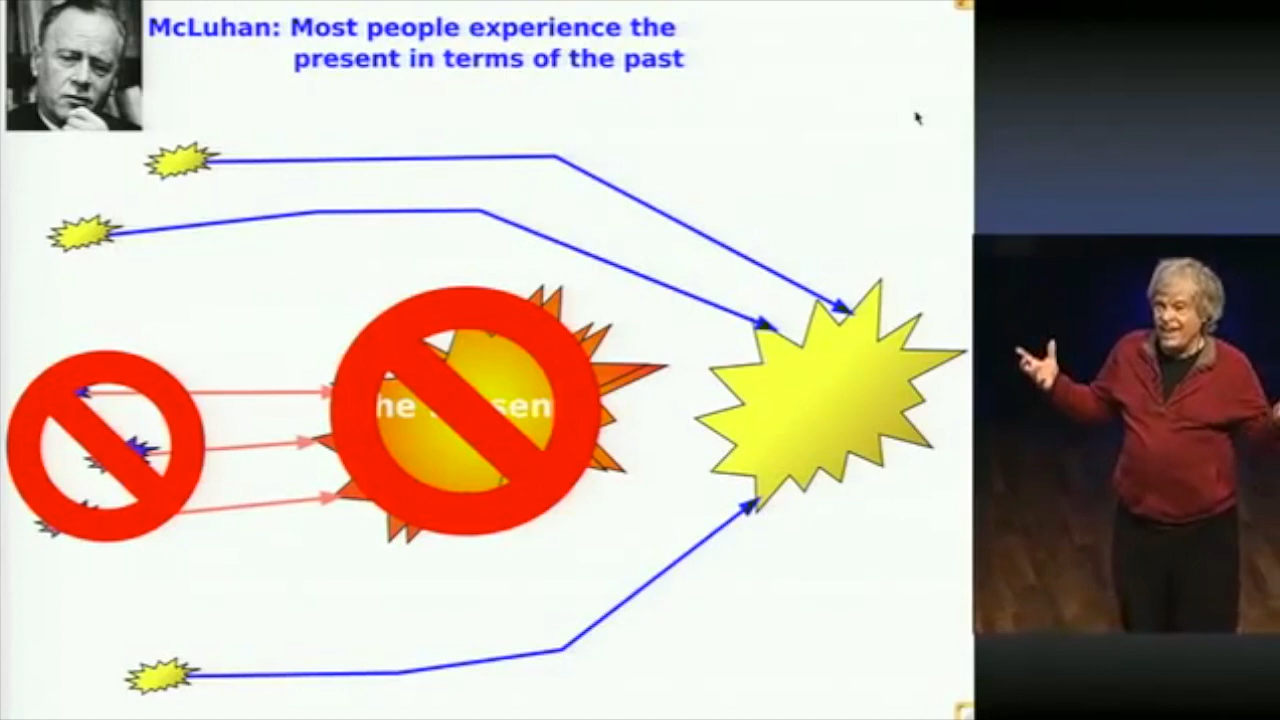 McLuhan: Most people experience the
present in terms of the past